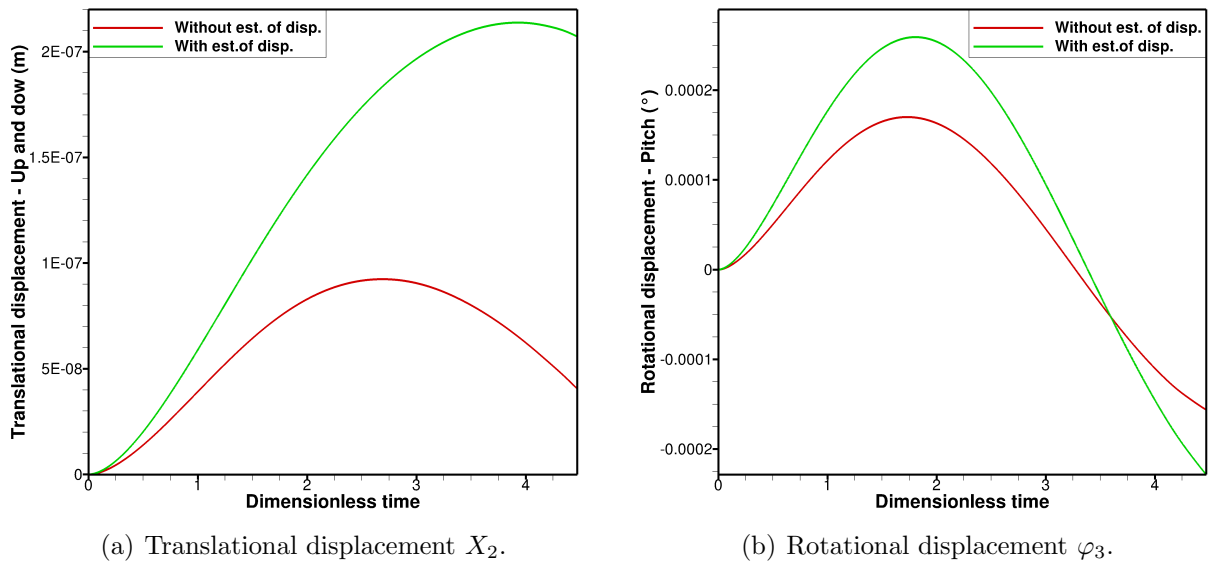 Without est. of disp.
With est.of disp.
Translational displacement - Up and dow (m)
2E-07
1.5E-07
1E-07
5E-08
0
0 1 2 3 4
Dimensionless time
(a) Translational displacement X₂.
Without est. of disp.
With est.of disp.
Rotational displacement - Pitch (°)
0.0002
0.0001
0
-0.0001
-0.0002
0 1 2 3 4
Dimensionless time
(b) Rotational displacement φ₃.